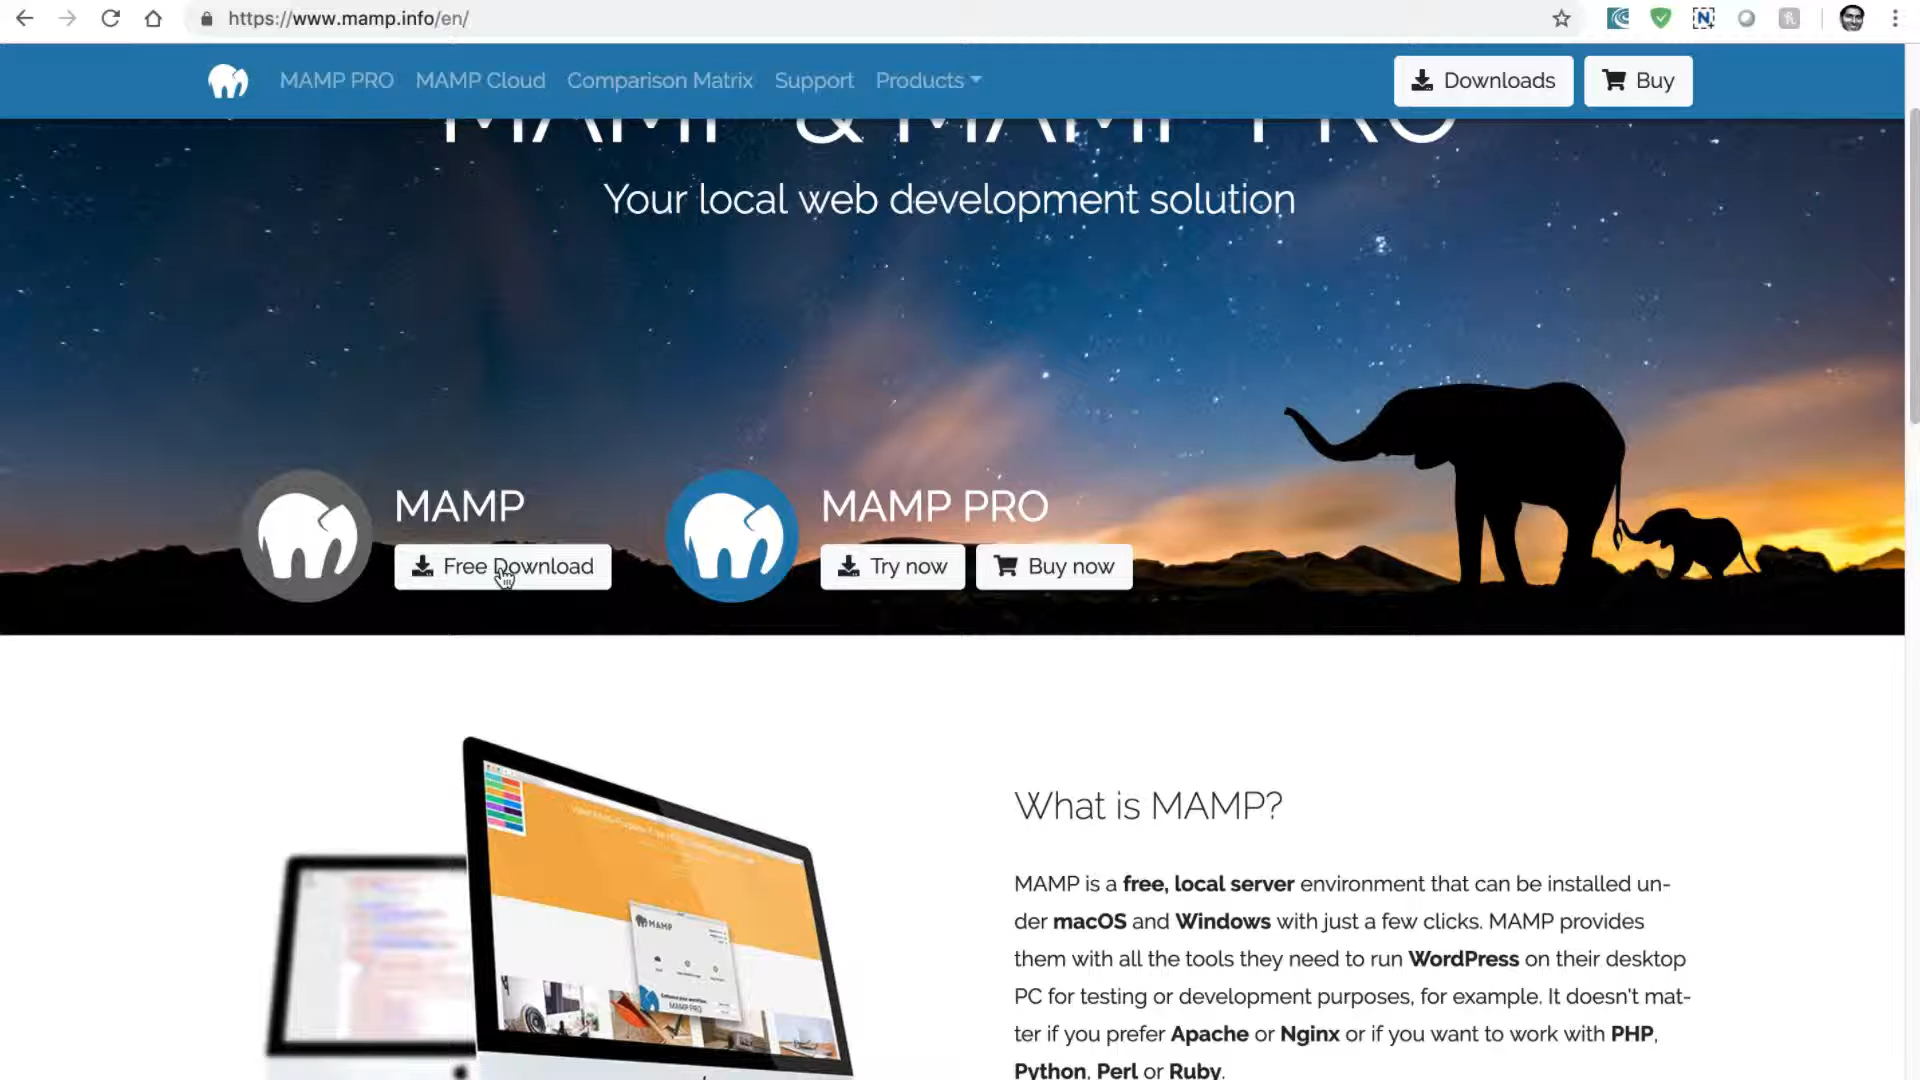 https://www.mamp.info/en/
MAMP PRO MAMP Cloud Comparison Matrix Support Products Downloads Buy
MAMP & MAMP PRO
Your local web development solution
MAMP MAMP PRO
Free Download Try now Buy now
What is MAMP?
MAMP is a free, local server environment that can be installed un-
der macOS and Windows with just a few clicks. MAMP provides
them with all the tools they need to run WordPress on their desktop
PC for testing or development purposes, for example. It doesn't mat-
ter if you prefer Apache or Nginx or if you want to work with PHP,
Python, Perl or Ruby.
MAMP
MAMP PRO